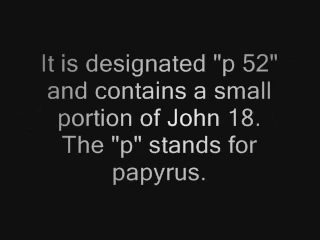 It is designated "p 52"
and contains a small
portion of John 18.
The "p" stands for
papyrus.